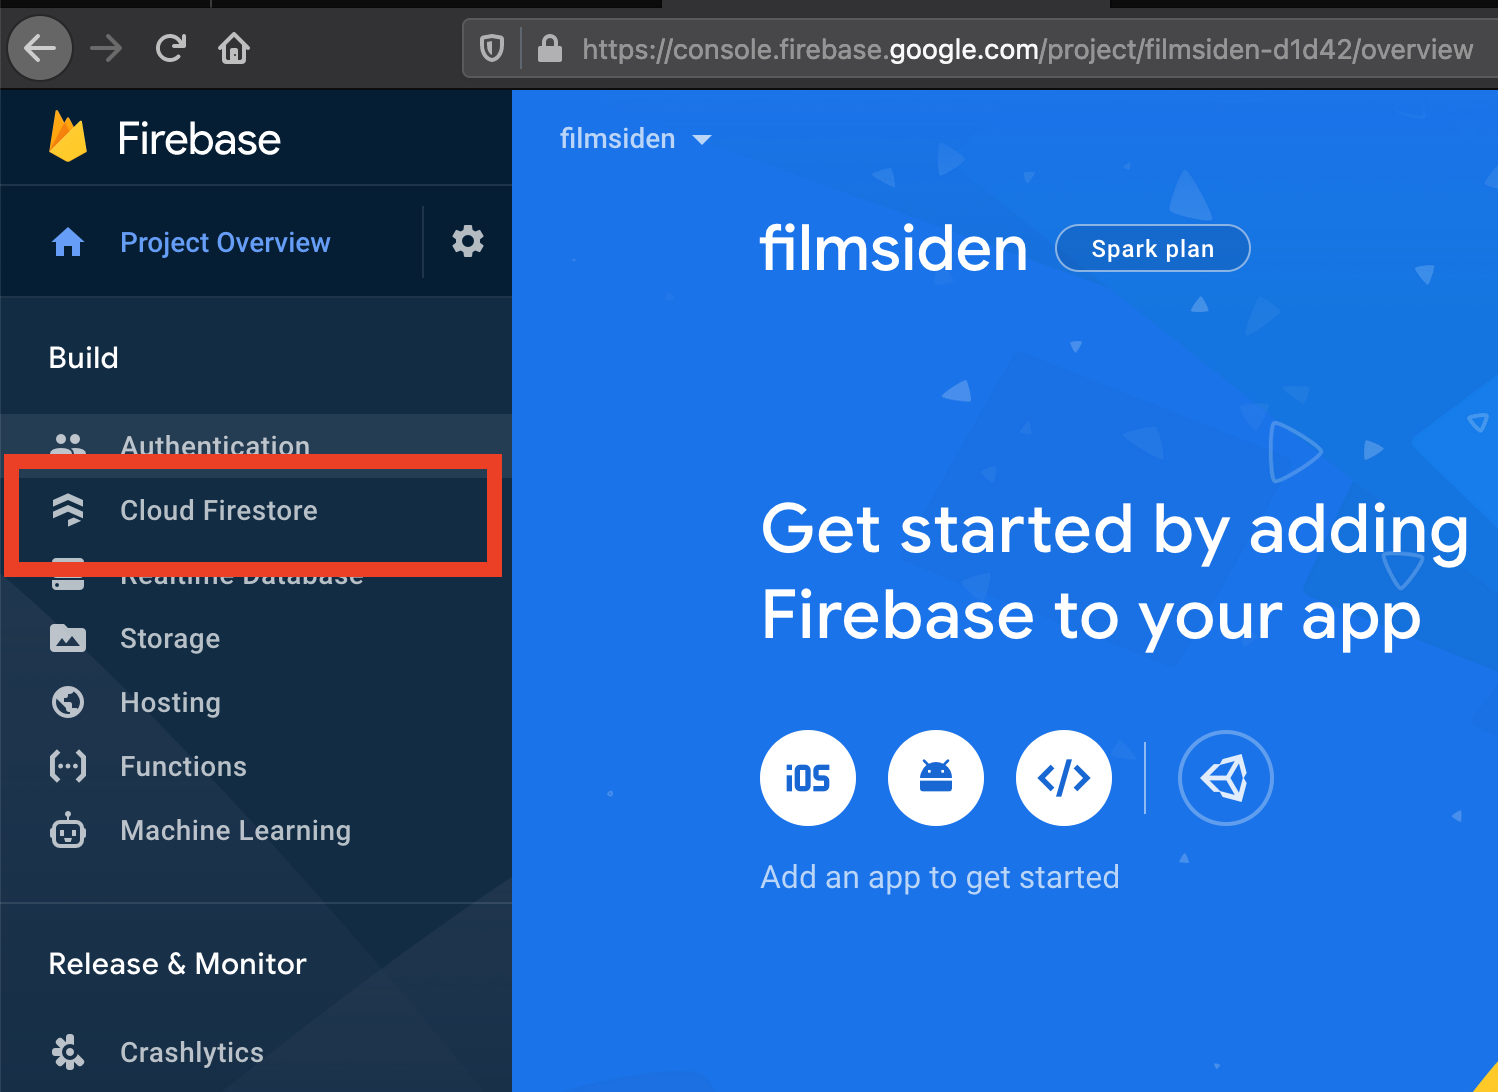 https://console.firebase.google.com/project/filmsiden-d1d42/overview
Firebase
filmsiden
Project Overview
filmsiden
Spark plan
Build
Authentication
Cloud Firestore
Realtime Database
Storage
Hosting
Functions
Machine Learning
Get started by adding
Firebase to your app
iOS
</>
Add an app to get started
Release & Monitor
Crashlytics